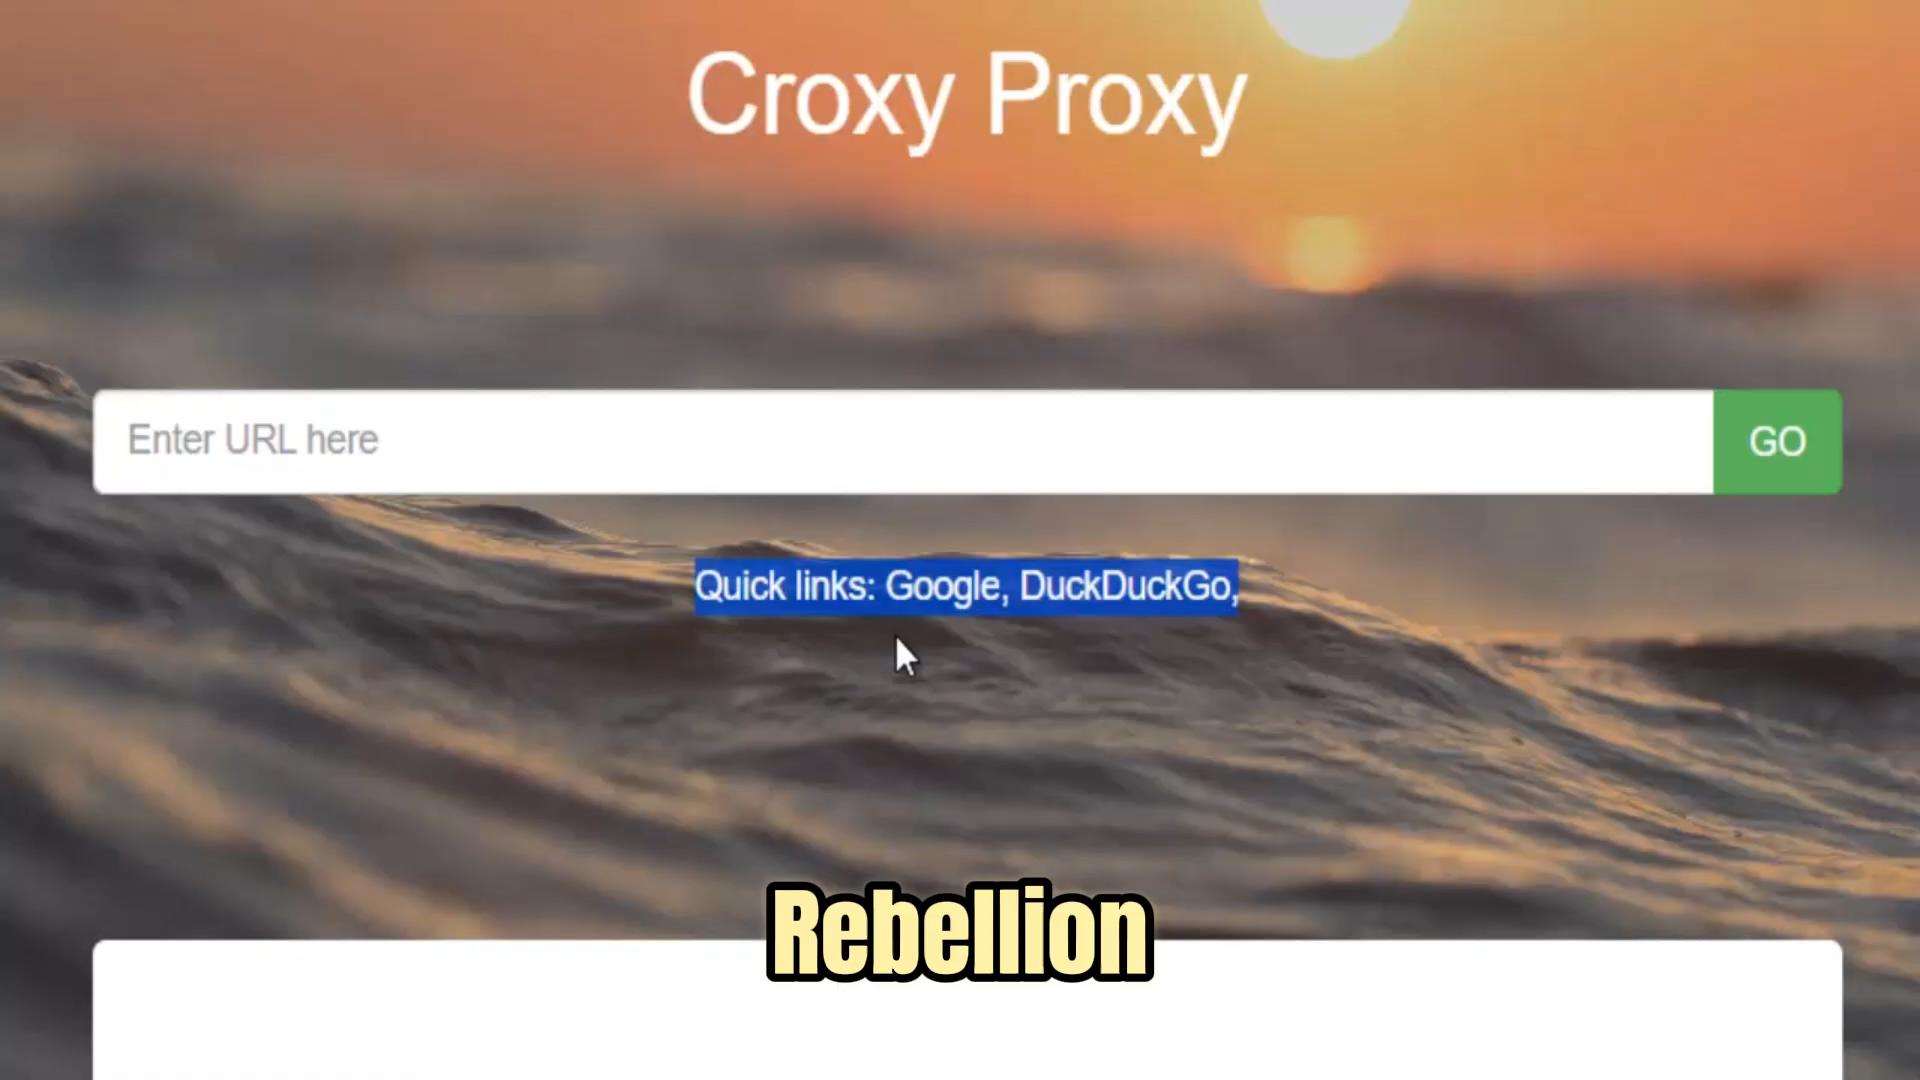 Croxy Proxy
Enter URL here
GO
Quick links: Google, DuckDuckGo,
Rebellion